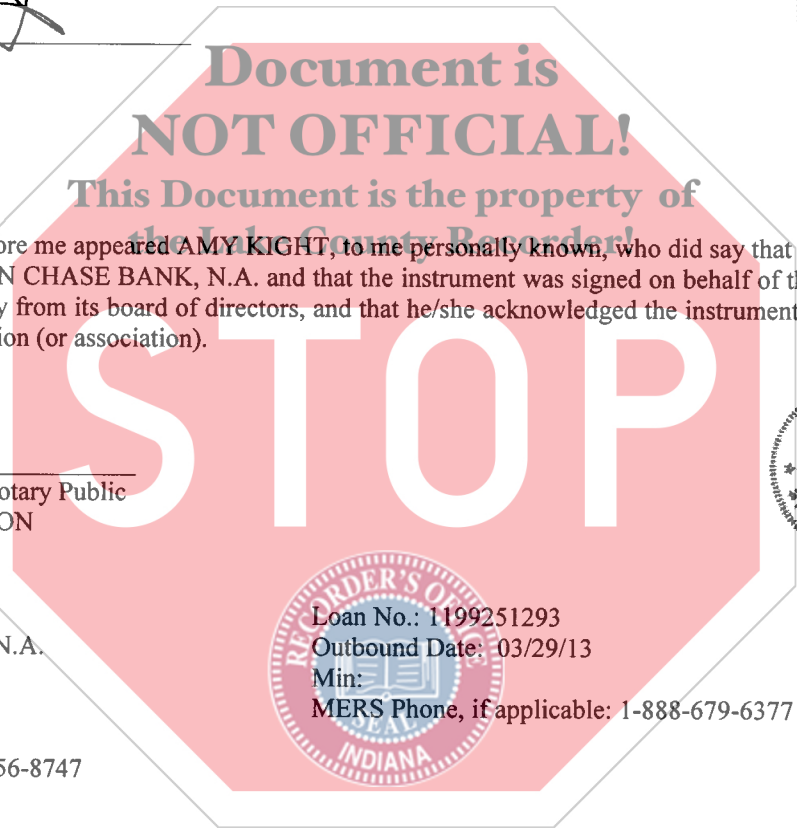 Document is
NOT OFFICIAL!
This Document is the property of
the Lake County Recorder!
ore me appeared AMY KIGHT, to me personally known, who did say that
N CHASE BANK, N.A. and that the instrument was signed on behalf of th
y from its board of directors, and that he/she acknowledged the instrument
ion (or association).
STOP
otary Public
ON
RECORDER'S OFFICE
Loan No.: 1199251293
N.A.
Outbound Date: 03/29/13
Min:
MERS Phone, if applicable: 1-888-679-6377
SEAL
INDIANA
56-8747